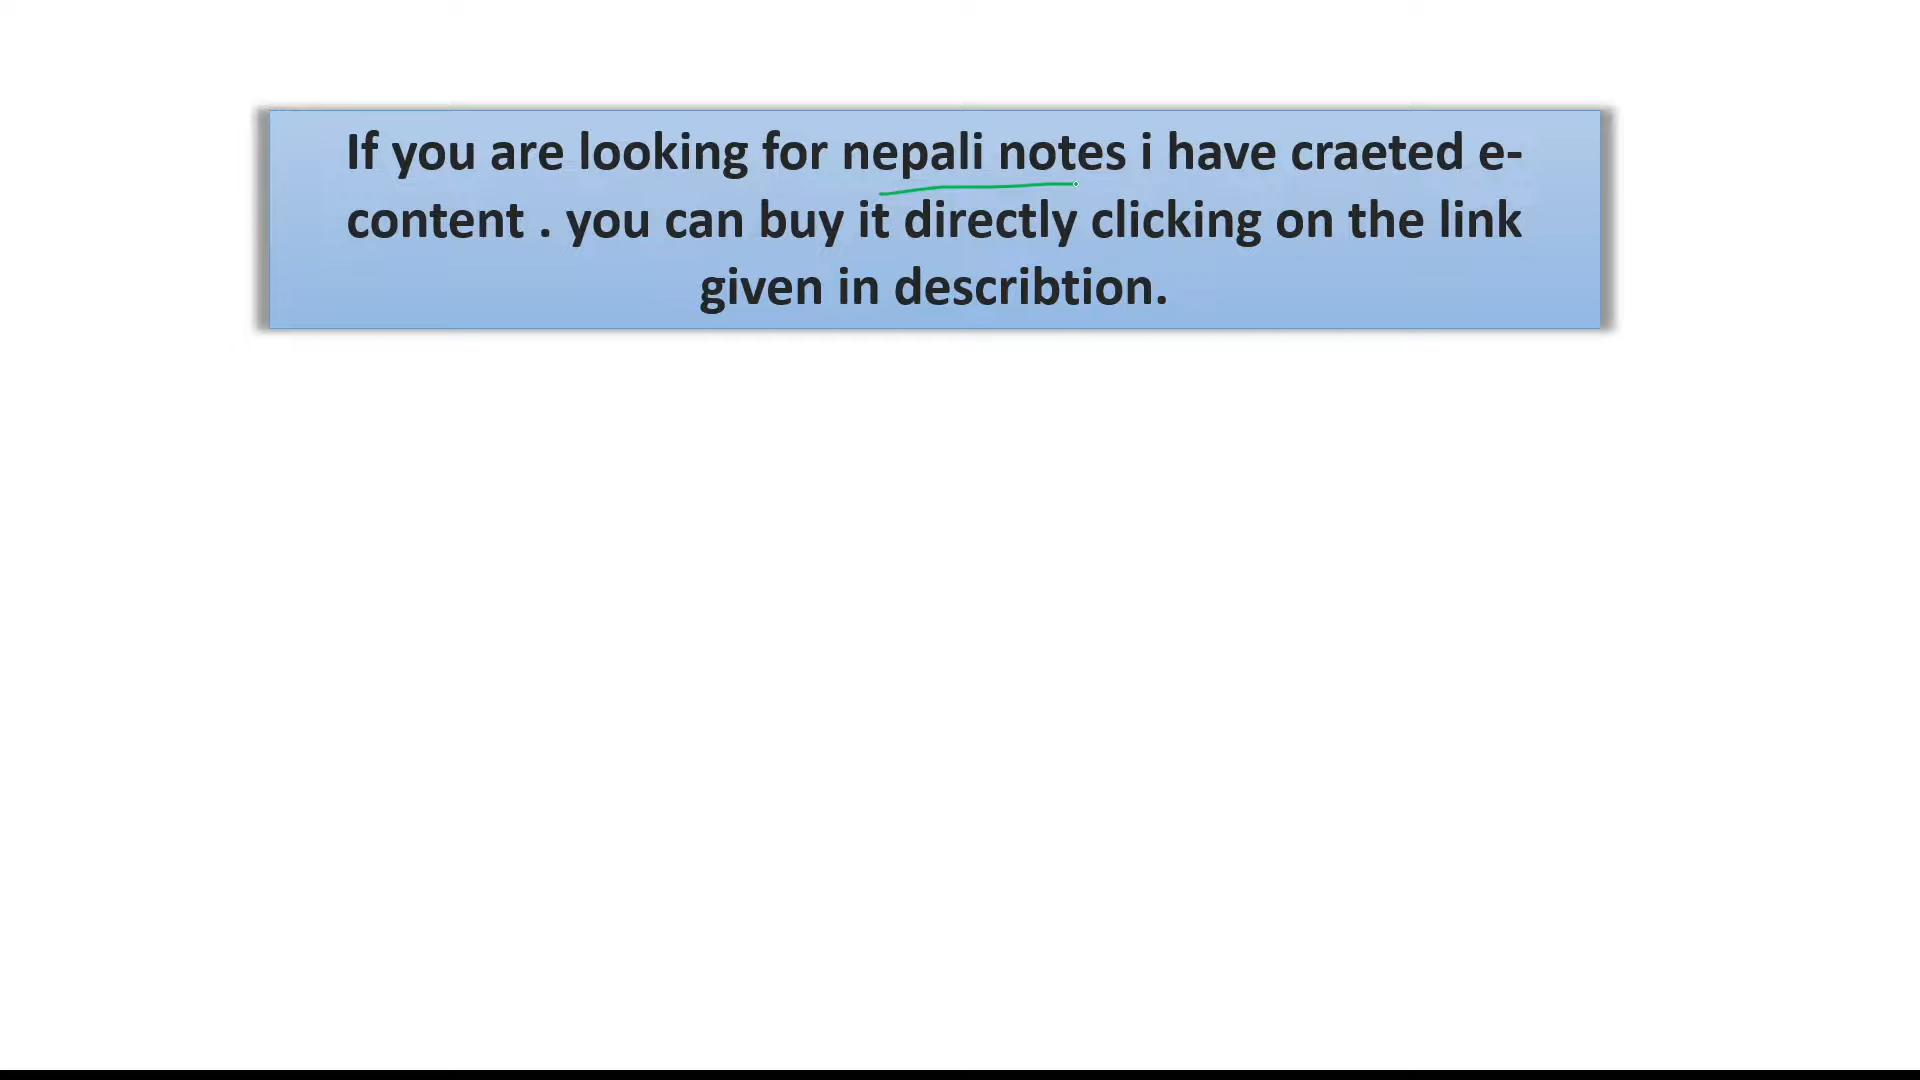 If you are looking for nepali notes i have craeted e-
content . you can buy it directly clicking on the link
given in describtion.